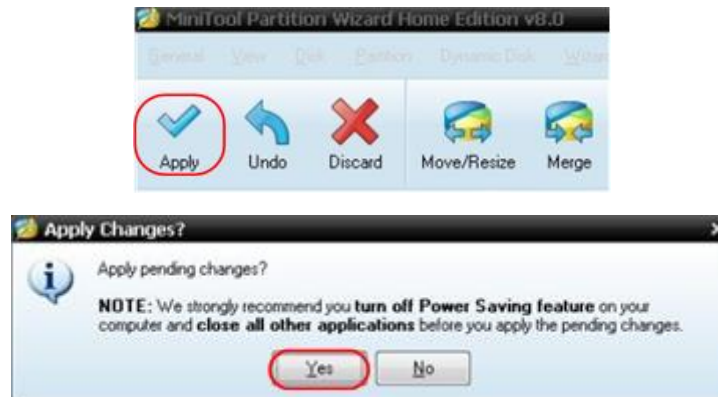 MiniTool Partition Wizard Home Edition v8.0
General View Disk Partition Dynamic Disk
Apply Undo Discard Move/Resize Merge
Apply Changes?
Apply pending changes?
NOTE: We strongly recommend you turn off Power Saving feature on your
computer and close all other applications before you apply the pending changes.
Yes No